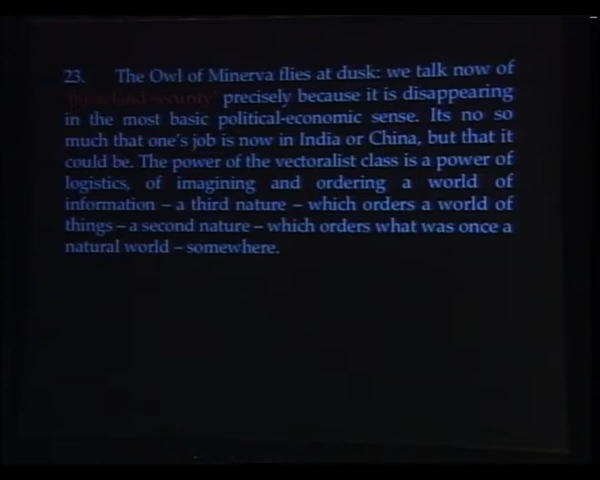 23. The Owl of Minerva flies at dusk: we talk now of
'homeland security' precisely because it is disappearing
in the most basic political-economic sense. Its no so
much that one's job is now in India or China, but that it
could be. The power of the vectoralist class is a power of
logistics, of imagining and ordering a world of
information – a third nature – which orders a world of
things – a second nature – which orders what was once a
natural world – somewhere.